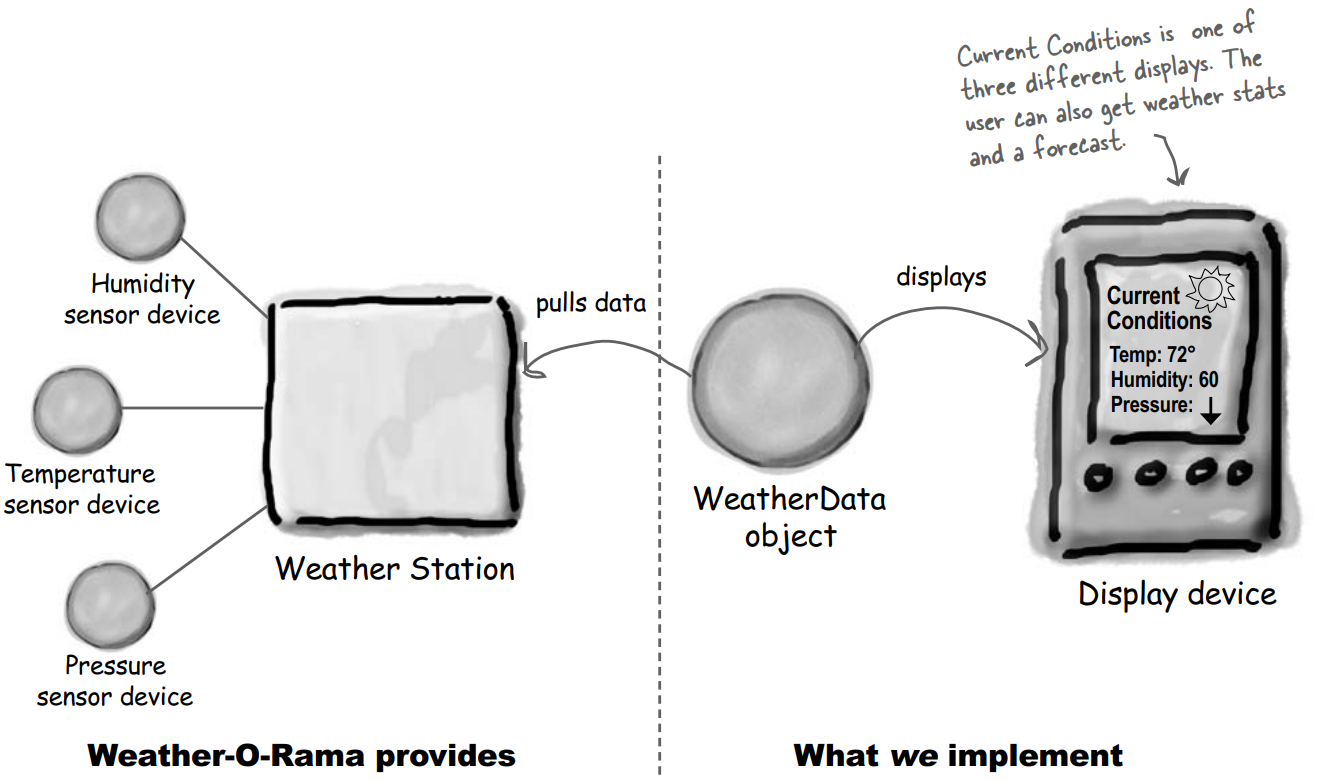 Current Conditions is one of
three different displays. The
user can also get weather stats
and a forecast.
Humidity
sensor device
Temperature
sensor device
Pressure
sensor device
Weather Station
pulls data
WeatherData
object
displays
Current
Conditions
Temp: 72°
Humidity: 60
Pressure:
Display device
Weather-O-Rama provides
What we implement